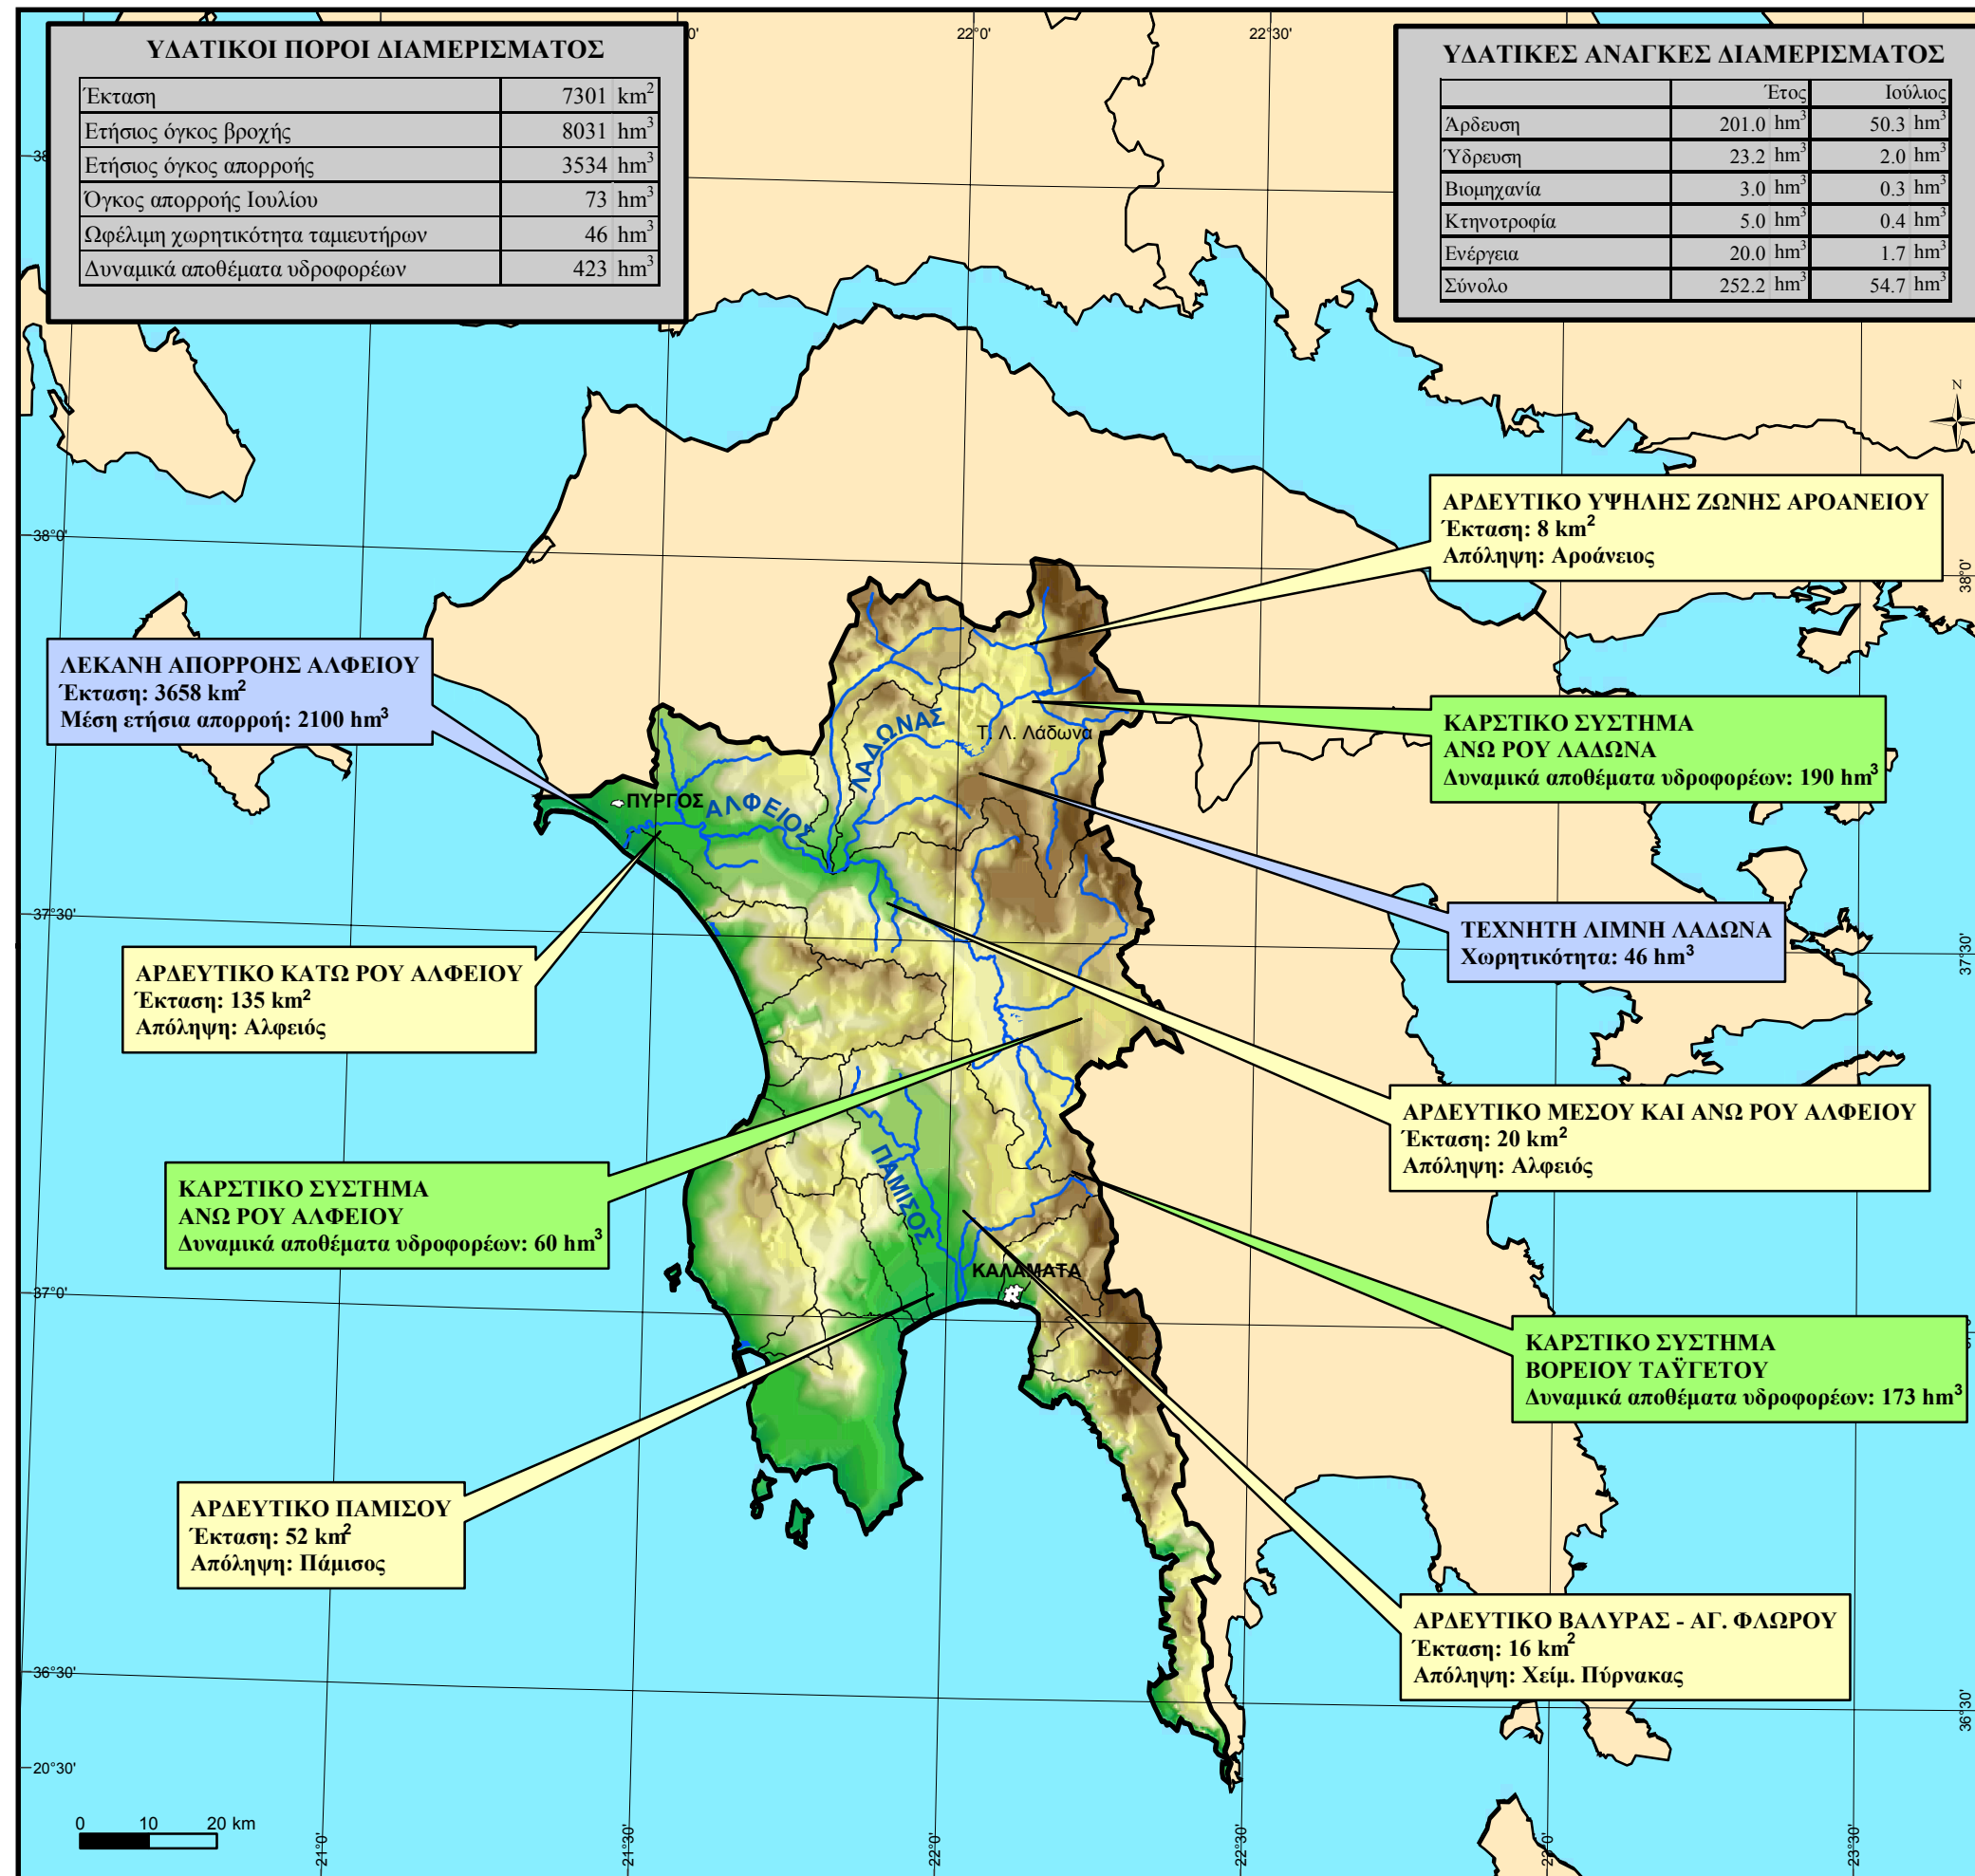 ΥΔΑΤΙΚΟΙ ΠΟΡΟΙ ΔΙΑΜΕΡΙΣΜΑΤΟΣ
Έκταση 7301 km²
Ετήσιος όγκος βροχής 8031 hm³
Ετήσιος όγκος απορροής 3534 hm³
Όγκος απορροής Ιουλίου 73 hm³
Ωφέλιμη χωρητικότητα ταμιευτήρων 46 hm³
Δυναμικά αποθέματα υδροφορέων 423 hm³
22°0'
22°30'
ΥΔΑΤΙΚΕΣ ΑΝΑΓΚΕΣ ΔΙΑΜΕΡΙΣΜΑΤΟΣ
Έτος Ιούλιος
Άρδευση 201.0 hm³ 50.3 hm³
Ύδρευση 23.2 hm³ 2.0 hm³
Βιομηχανία 3.0 hm³ 0.3 hm³
Κτηνοτροφία 5.0 hm³ 0.4 hm³
Ενέργεια 20.0 hm³ 1.7 hm³
Σύνολο 252.2 hm³ 54.7 hm³
N
ΑΡΔΕΥΤΙΚΟ ΥΨΗΛΗΣ ΖΩΝΗΣ ΑΡΟΑΝΕΙΟΥ
Έκταση: 8 km²
Απόληψη: Αροάνειος
38°0'
38°0'
ΛΕΚΑΝΗ ΑΠΟΡΡΟΗΣ ΑΛΦΕΙΟΥ
Έκταση: 3658 km²
Μέση ετήσια απορροή: 2100 hm³
ΚΑΡΣΤΙΚΟ ΣΥΣΤΗΜΑ
ΑΝΩ ΡΟΥ ΛΑΔΩΝΑ
Δυναμικά αποθέματα υδροφορέων: 190 hm³
ΛΑΔΩΝΑΣ
Τ. Λ. Λάδωνα
ΠΥΡΓΟΣ
ΑΛΦΕΙΟΣ
ΤΕΧΝΗΤΗ ΛΙΜΝΗ ΛΑΔΩΝΑ
Χωρητικότητα: 46 hm³
37°30'
37°30'
ΑΡΔΕΥΤΙΚΟ ΚΑΤΩ ΡΟΥ ΑΛΦΕΙΟΥ
Έκταση: 135 km²
Απόληψη: Αλφειός
ΑΡΔΕΥΤΙΚΟ ΜΕΣΟΥ ΚΑΙ ΑΝΩ ΡΟΥ ΑΛΦΕΙΟΥ
Έκταση: 20 km²
Απόληψη: Αλφειός
ΚΑΡΣΤΙΚΟ ΣΥΣΤΗΜΑ
ΑΝΩ ΡΟΥ ΑΛΦΕΙΟΥ
Δυναμικά αποθέματα υδροφορέων: 60 hm³
ΠΑΜΙΣΟΣ
ΚΑΛΑΜΑΤΑ
37°0'
ΚΑΡΣΤΙΚΟ ΣΥΣΤΗΜΑ
ΒΟΡΕΙΟΥ ΤΑΫΓΕΤΟΥ
Δυναμικά αποθέματα υδροφορέων: 173 hm³
ΑΡΔΕΥΤΙΚΟ ΠΑΜΙΣΟΥ
Έκταση: 52 km²
Απόληψη: Πάμισος
ΑΡΔΕΥΤΙΚΟ ΒΑΛΥΡΑΣ - ΑΓ. ΦΛΩΡΟΥ
Έκταση: 16 km²
Απόληψη: Χείμ. Πύρνακας
36°30'
36°30'
20°30'
0 10 20 km
21°0'
21°30'
22°0'
22°30'
23°0'
23°30'